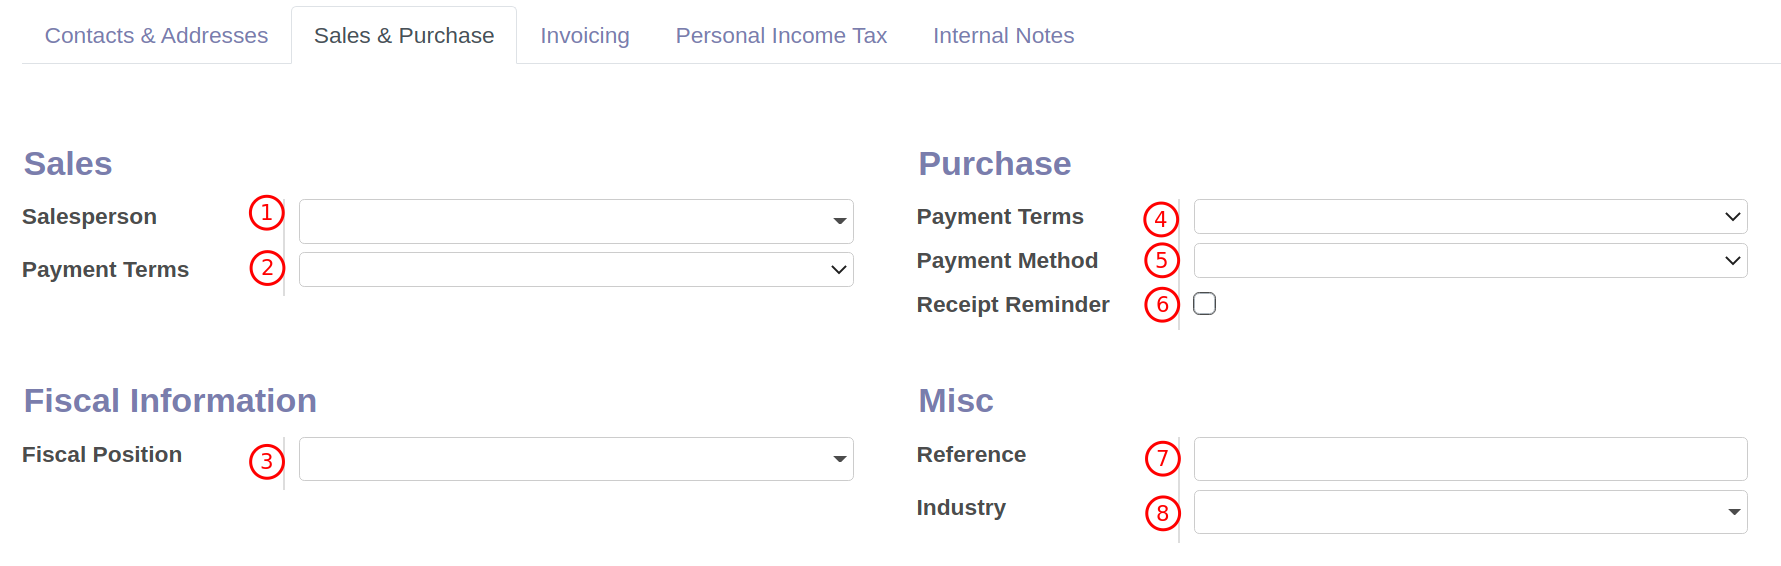 Contacts & Addresses Sales & Purchase Invoicing Personal Income Tax Internal Notes
Sales
Salesperson 1
Payment Terms 2
Purchase
Payment Terms 4
Payment Method 5
Receipt Reminder 6
Fiscal Information
Fiscal Position 3
Misc
Reference 7
Industry 8